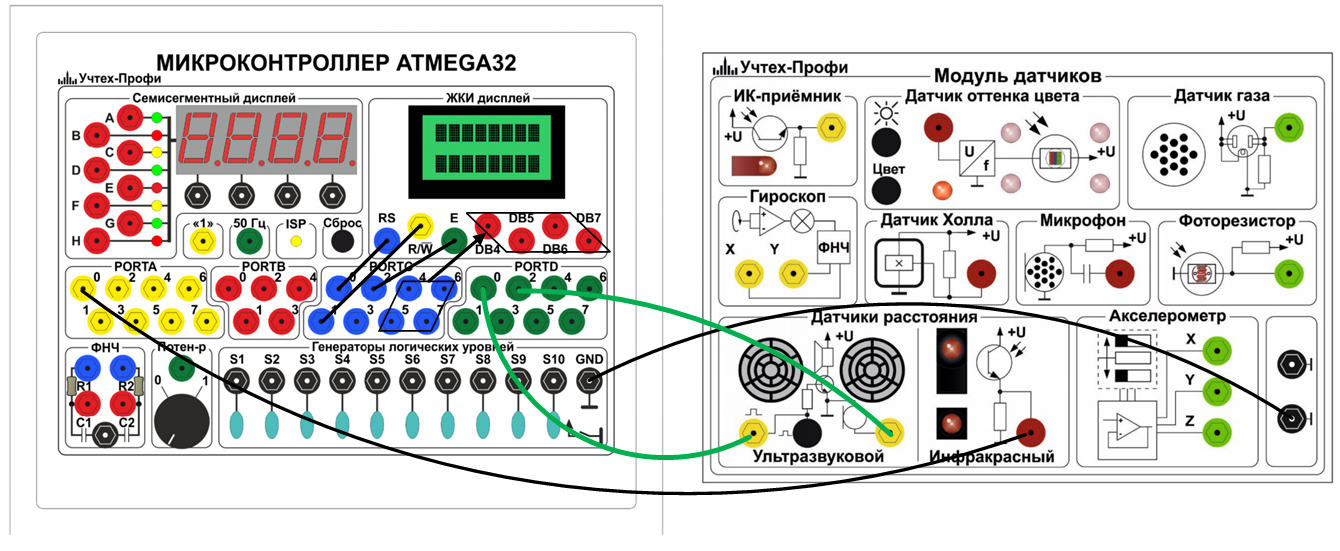 МИКРОКОНТРОЛЛЕР ATMEGA32
Учтех-Профи
Семисегментный дисплей
ЖКИ дисплей
A
B
C
D
E
F
G
H
8.8.8.8.
«1»
50 Гц
ISP
Сброс
RS
R/W̅
E
DB4
DB5
DB6
DB7
PORTA
0 2 4 6
1 3 5 7
PORTB
0 2 4
1 3
PORTC
0 2 4 6
1 3 5 7
PORTD
0 2 4 6
1 3 5 7
ФНЧ
R1 R2
C1 C2
Потен-р
0 1
Генераторы логических уровней
S1 S2 S3 S4 S5 S6 S7 S8 S9 S10 GND
Учтех-Профи
Модуль датчиков
ИК-приёмник
+U
Датчик оттенка цвета
Цвет
U
f
+U
Датчик газа
+U
Гироскоп
X Y
ФНЧ
Датчик Холла
+U
Микрофон
+U
Фоторезистор
+U
Датчики расстояния
+U
+U
Ультразвуковой
Инфракрасный
Акселерометр
X
Y
Z